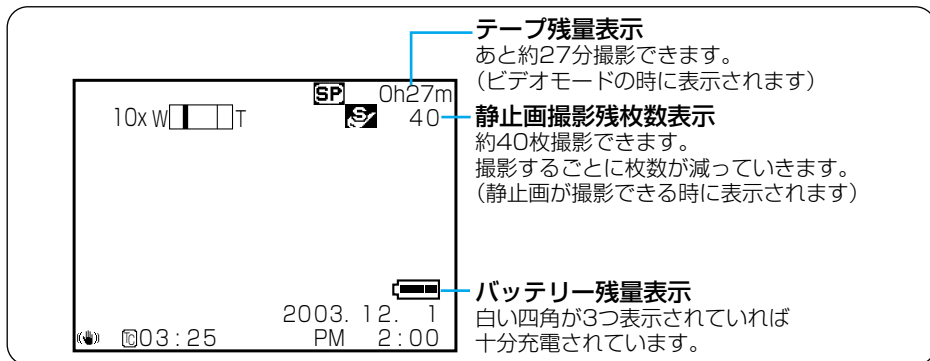 テープ残量表示
あと約27分撮影できます。
(ビデオモードの時に表示されます)
SP 0h27m
10x W T S 40
静止画撮影残枚数表示
約40枚撮影できます。
撮影するごとに枚数が減っていきます。
(静止画が撮影できる時に表示されます)
バッテリー残量表示
白い四角が3つ表示されていれば
十分充電されています。
2003. 12. 1
TC 03:25 PM 2:00